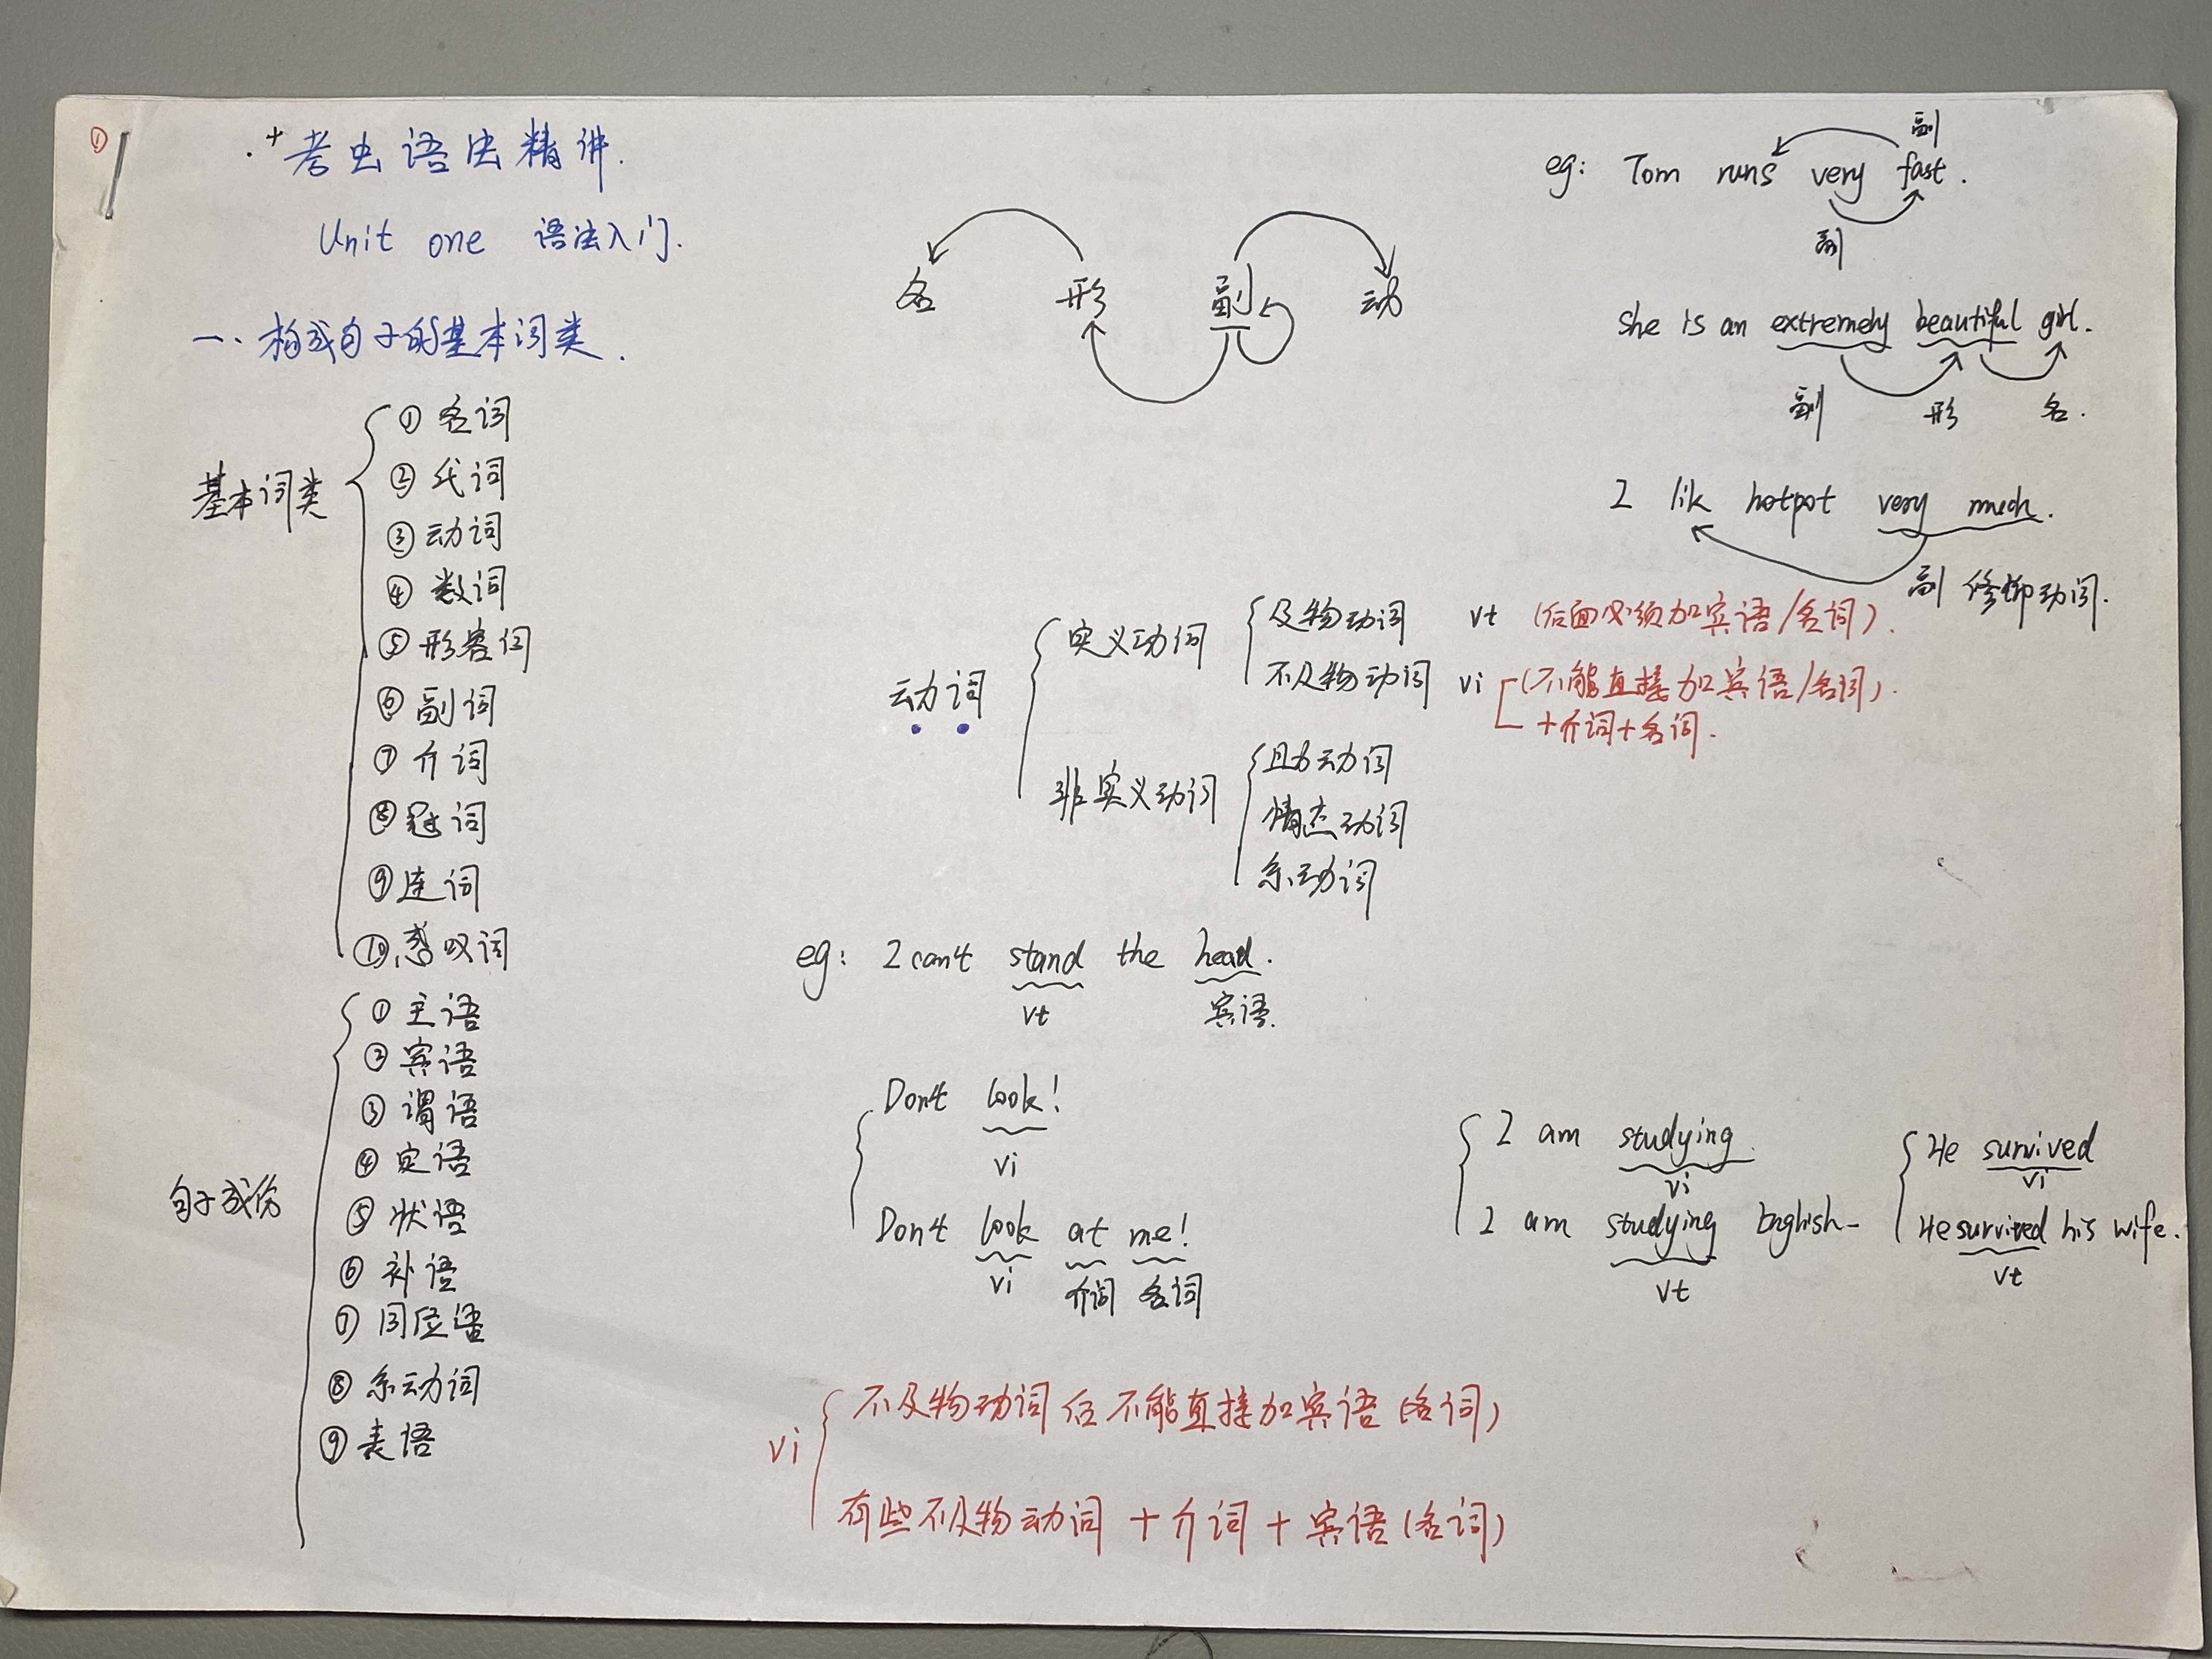 ①
考虫语法精讲.
Unit one 语法入门.
一、构成句子的基本词类.
基本词类
① 名词
② 代词
③ 动词
④ 数词
⑤ 形容词
⑥ 副词
⑦ 介词
⑧ 冠词
⑨ 连词
⑩ 感叹词
句子成份
① 主语
② 宾语
③ 谓语
④ 定语
⑤ 状语
⑥ 补语
⑦ 同位语
⑧ 系动词
⑨ 表语
名 形 副 动
副
eg: Tom runs very fast.
副
she is an extremely beautiful girl.
副 形 名.
I lik hotpot very much.
副 修饰动词.
动词
实义动词
及物动词 vt (后面必须加宾语/名词).
不及物动词 vi (不能直接加宾语/名词).
+介词+名词.
非实义动词
助动词
情态动词
系动词
eg: I can't stand the head.
vt 宾语.
Don't look!
vi
Don't look at me!
vi 介词 名词
I am studying.
vi
I am studying English
vt
He survived
vi
He survived his wife.
vt
vi
不及物动词后不能直接加宾语(名词)
有些不及物动词+介词+宾语(名词)